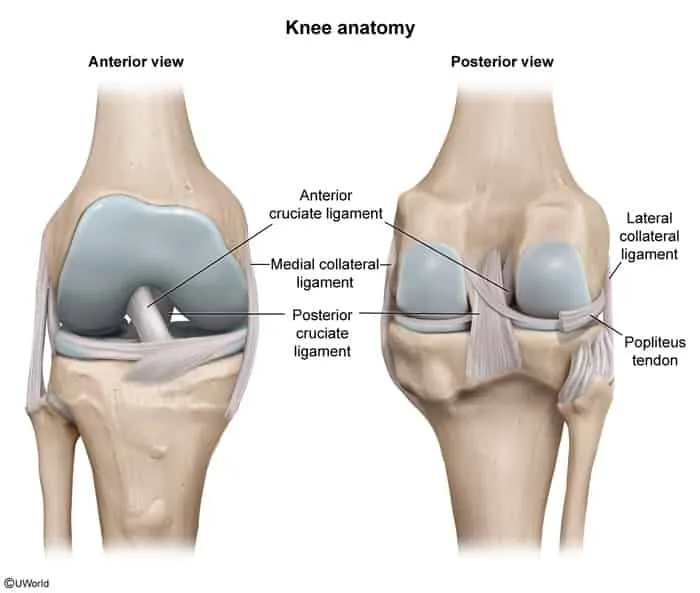 Knee anatomy
Anterior view
Posterior view
Anterior
cruciate ligament
Medial collateral
ligament
Posterior
cruciate
ligament
Lateral
collateral
ligament
Popliteus
tendon
©UWorld